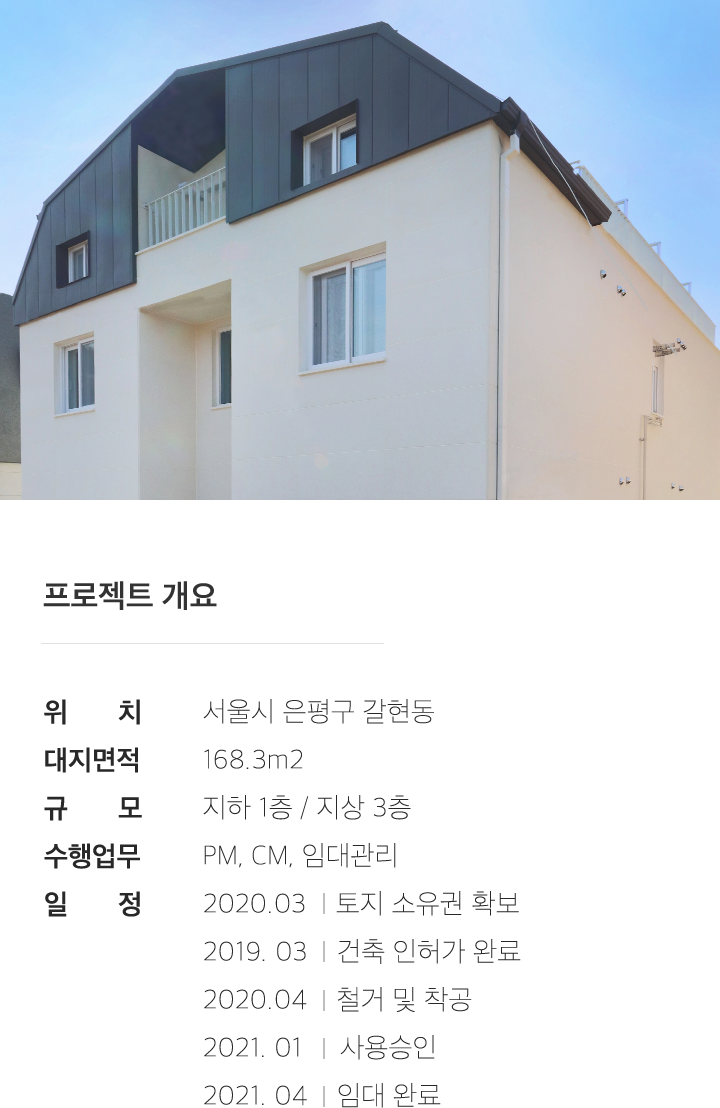 프로젝트 개요
위 치 서울시 은평구 갈현동
대지면적 168.3m2
규 모 지하 1층 / 지상 3층
수행업무 PM, CM, 임대관리
일 정 2020.03 | 토지 소유권 확보
2019. 03 | 건축 인허가 완료
2020.04 | 철거 및 착공
2021. 01 | 사용승인
2021. 04 | 임대 완료